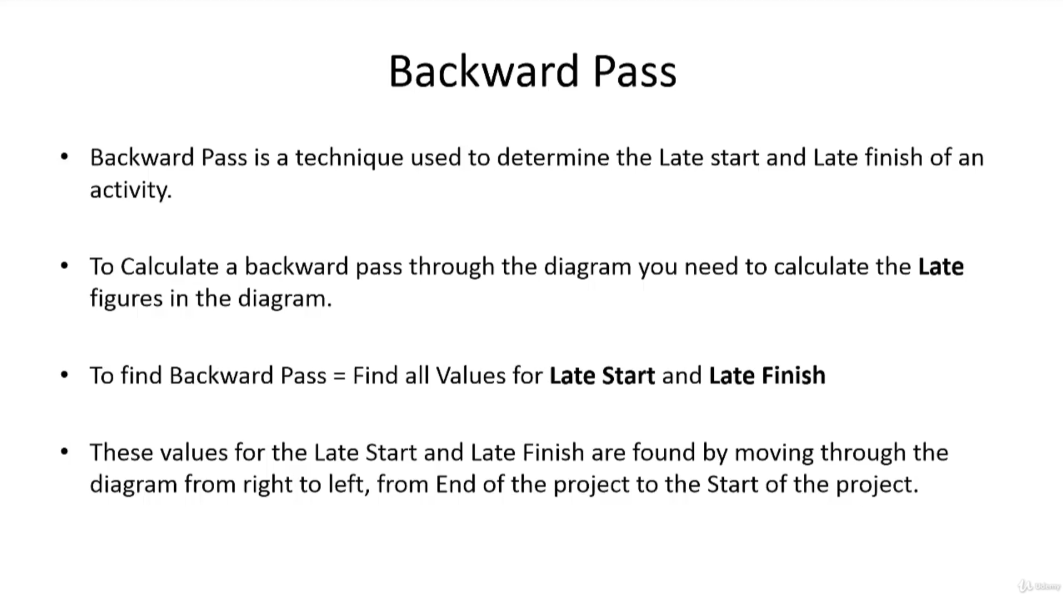 Backward Pass
• Backward Pass is a technique used to determine the Late start and Late finish of an
activity.
• To Calculate a backward pass through the diagram you need to calculate the Late
figures in the diagram.
• To find Backward Pass = Find all Values for Late Start and Late Finish
• These values for the Late Start and Late Finish are found by moving through the
diagram from right to left, from End of the project to the Start of the project.
Udemy